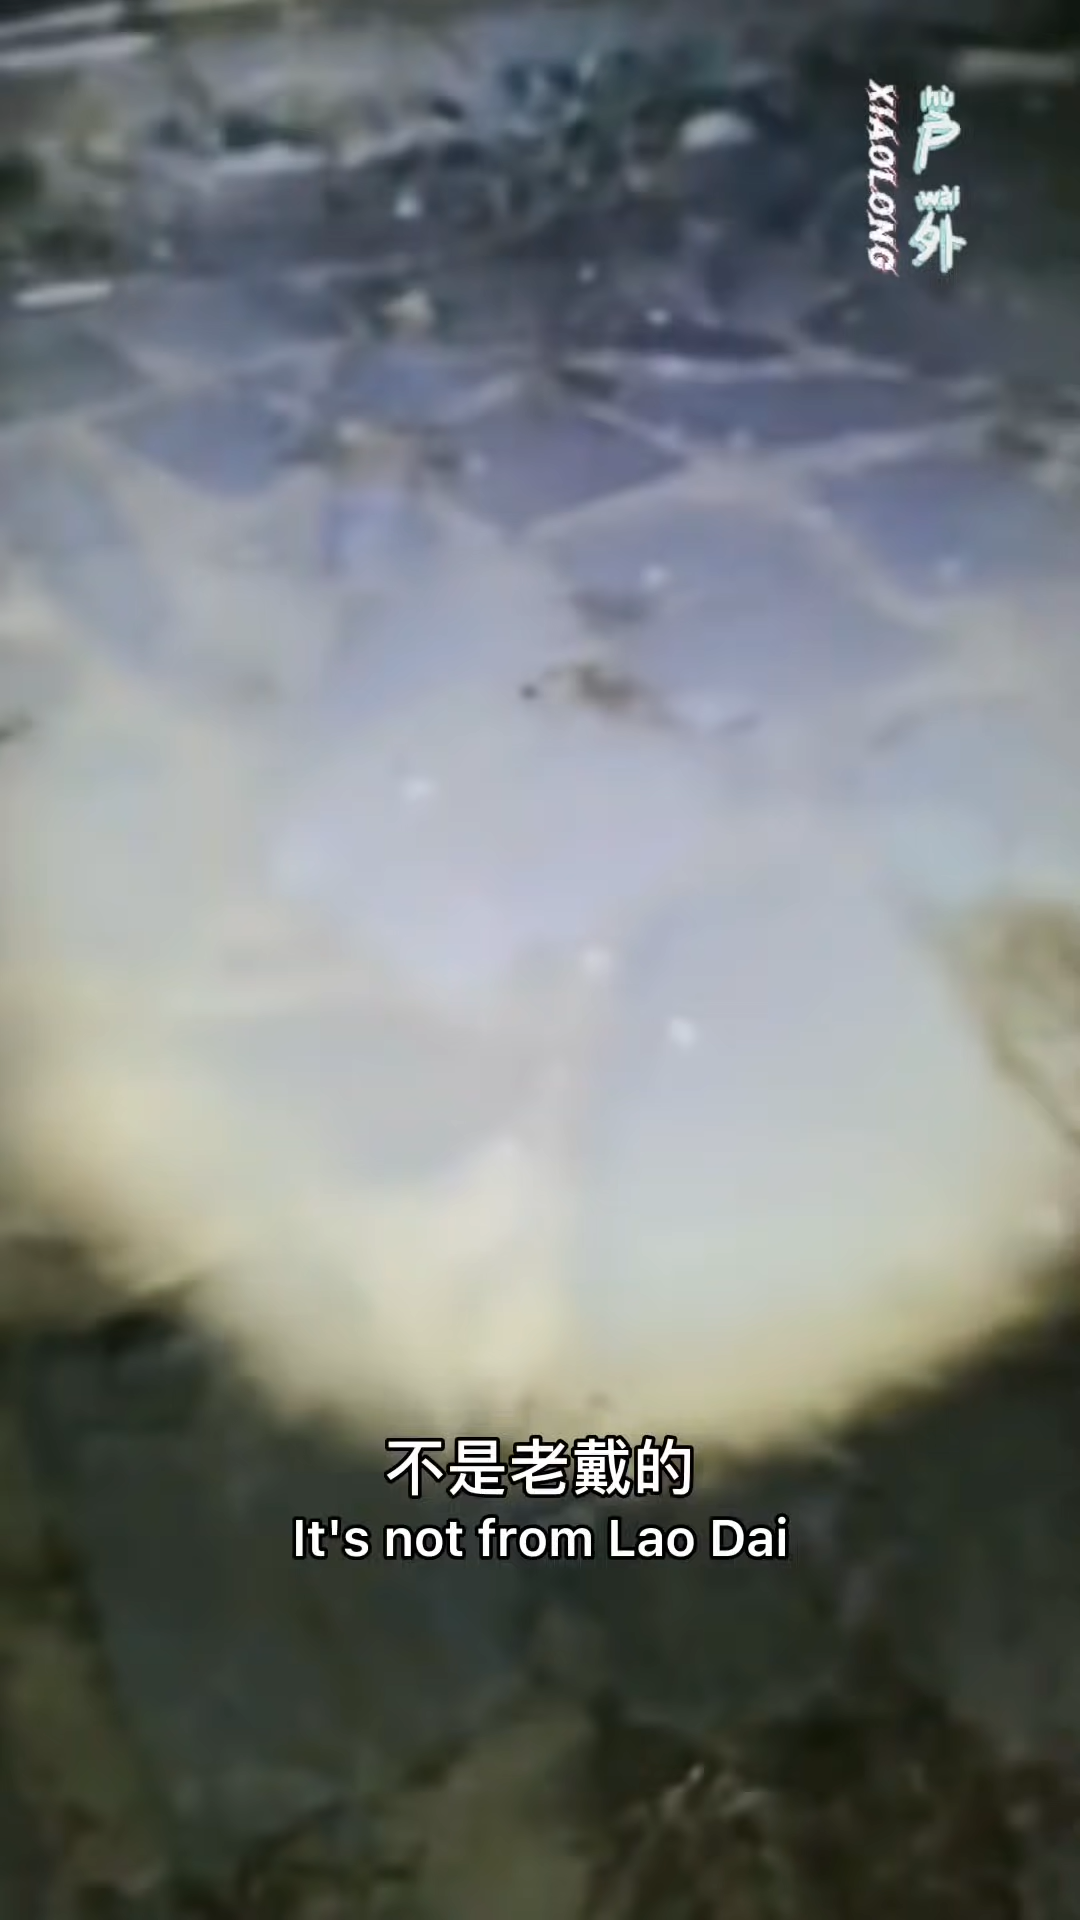 hù
户
wài
外
XIAOLONG
不是老戴的
It's not from Lao Dai